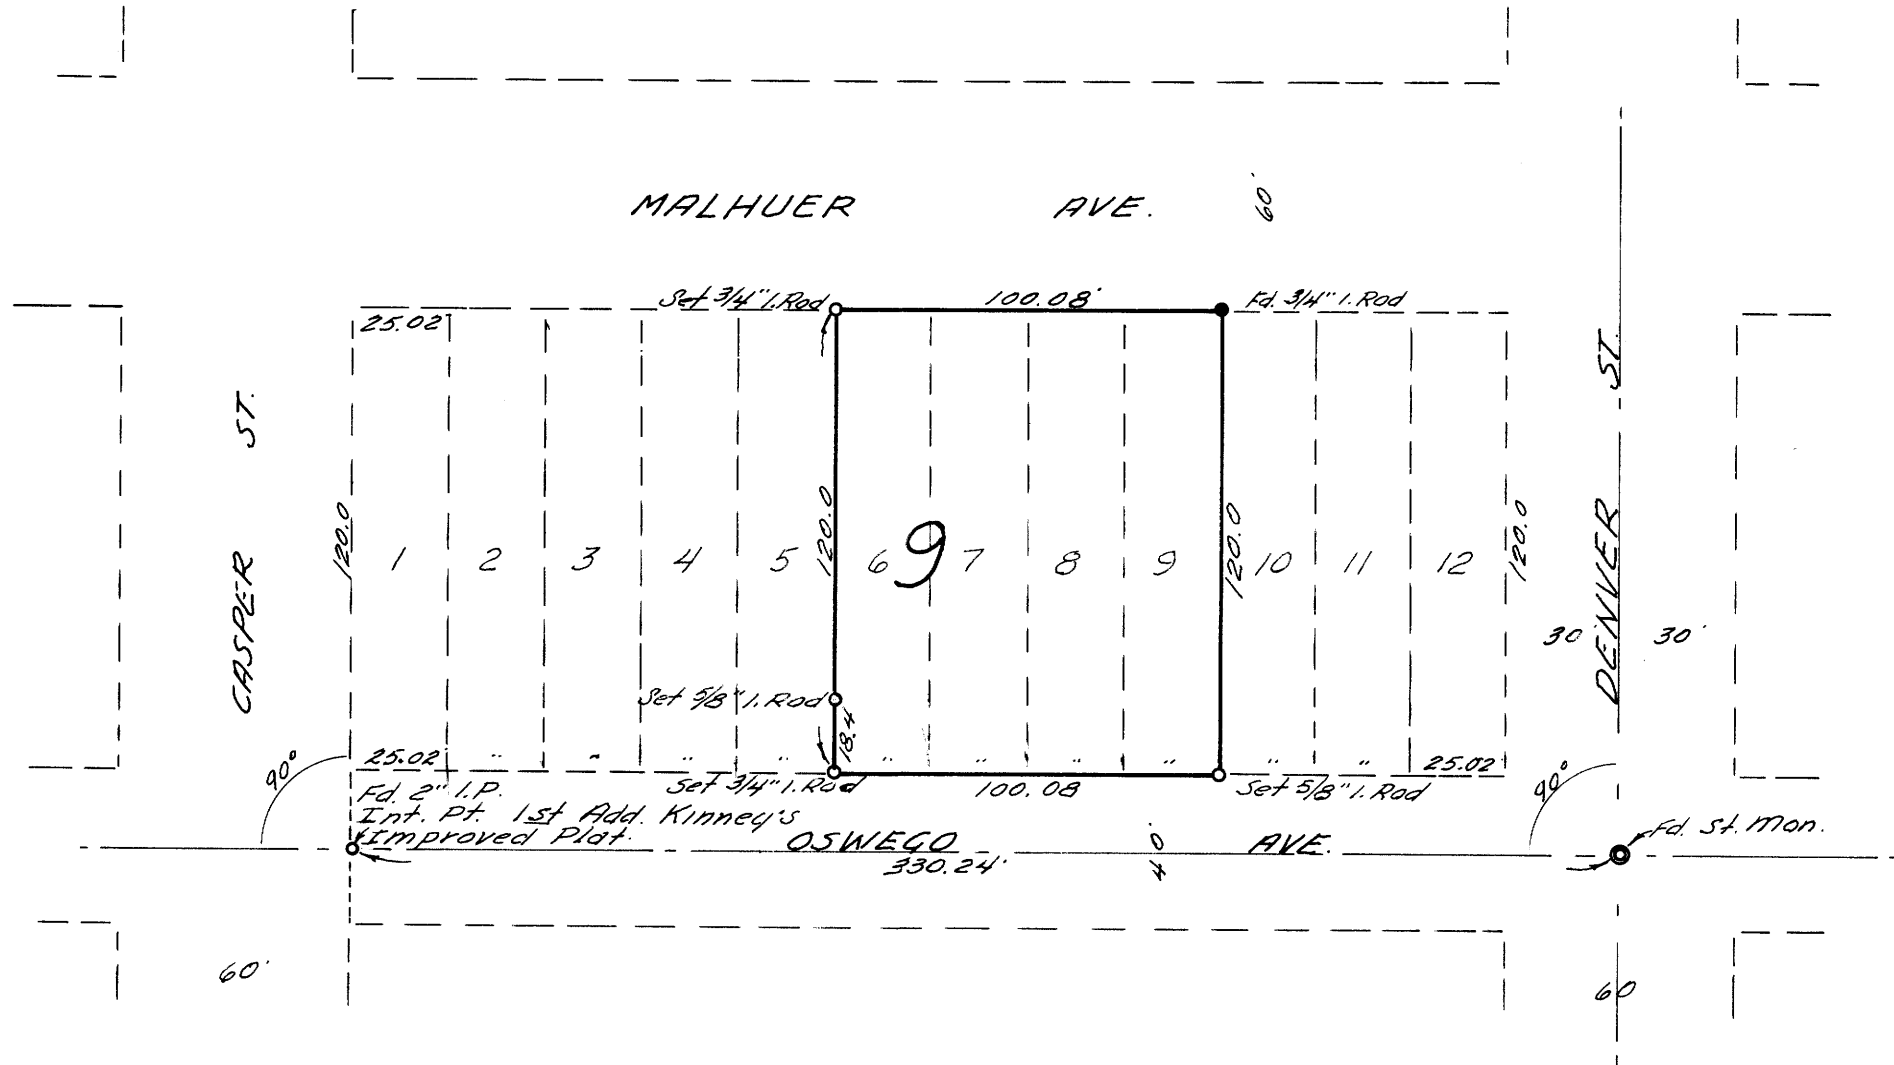 MALHUER AVE. 60'
Set 3/4" I. Rod 100.08' Fd. 3/4" I. Rod
25.02'
CASPER ST.
DENVER ST.
120.0 1 2 3 4 5 120.0 6 9 7 8 9 120.0 10 11 12 120.0
30' 30'
Set 5/8" I. Rod
18.4
90° 25.02 " " " " " " " " " " 25.02 90°
Fd. 2" I.P. Set 3/4" I. Rod 100.08 Set 5/8" I. Rod
Int. Pt. 1st Add. Kinney's
Improved Plat. OSWEGO AVE. Fd. St. Mon.
330.24' 40'
60' 60